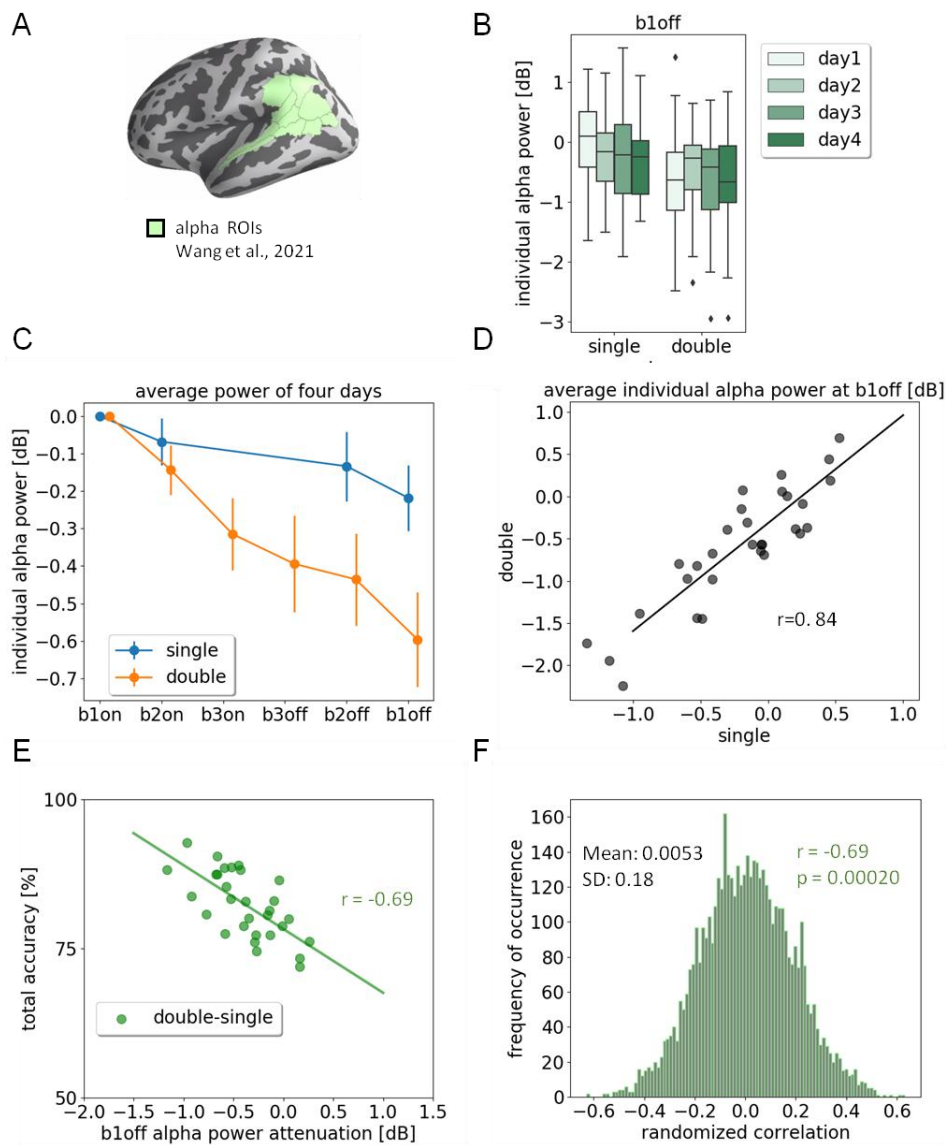 A
alpha ROIs
Wang et al., 2021
B
b1off
individual alpha power [dB]
1
0
−1
−2
−3
single
double
day1
day2
day3
day4
C
average power of four days
individual alpha power [dB]
0.0
−0.1
−0.2
−0.3
−0.4
−0.5
−0.6
−0.7
single
double
b1on b2on b3on b3off b2off b1off
D
average individual alpha power at b1off [dB]
double
1.0
0.5
0.0
−0.5
−1.0
−1.5
−2.0
r=0. 84
−1.0 −0.5 0.0 0.5 1.0
single
E
total accuracy [%]
100
75
50
r = -0.69
double-single
−2.0 −1.5 −1.0 −0.5 0.0 0.5 1.0 1.5
b1off alpha power attenuation [dB]
F
frequency of occurrence
160
140
120
100
80
60
40
20
0
Mean: 0.0053
SD: 0.18
r = -0.69
p = 0.00020
−0.6 −0.4 −0.2 0.0 0.2 0.4 0.6
randomized correlation